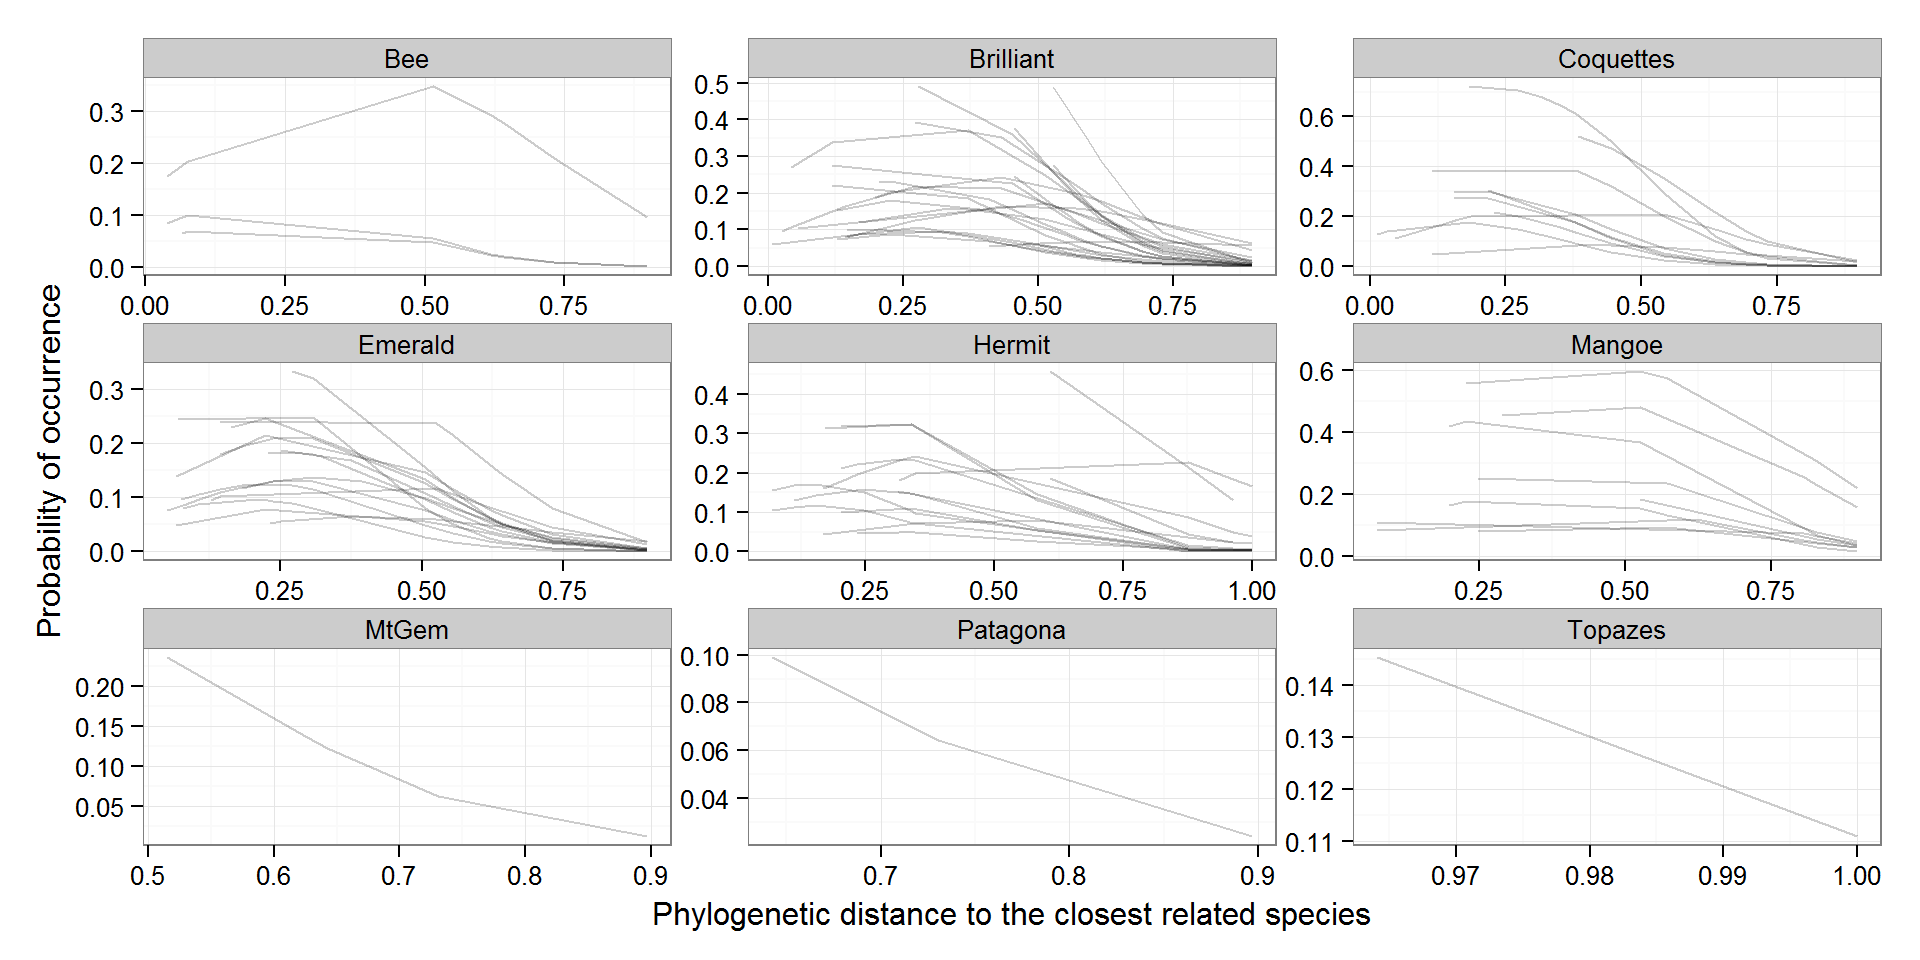 Bee Brilliant Coquettes
0.3 0.2 0.1 0.0
0.5 0.4 0.3 0.2 0.1 0.0
0.6 0.4 0.2 0.0
0.00 0.25 0.50 0.75
0.00 0.25 0.50 0.75
0.00 0.25 0.50 0.75
Emerald Hermit Mangoe
0.3 0.2 0.1 0.0
0.4 0.3 0.2 0.1 0.0
0.6 0.4 0.2 0.0
0.25 0.50 0.75
0.25 0.50 0.75 1.00
0.25 0.50 0.75
MtGem Patagona Topazes
0.20 0.15 0.10 0.05
0.10 0.08 0.06 0.04
0.14 0.13 0.12 0.11
0.5 0.6 0.7 0.8 0.9
0.7 0.8 0.9
0.97 0.98 0.99 1.00
Probability of occurrence
Phylogenetic distance to the closest related species